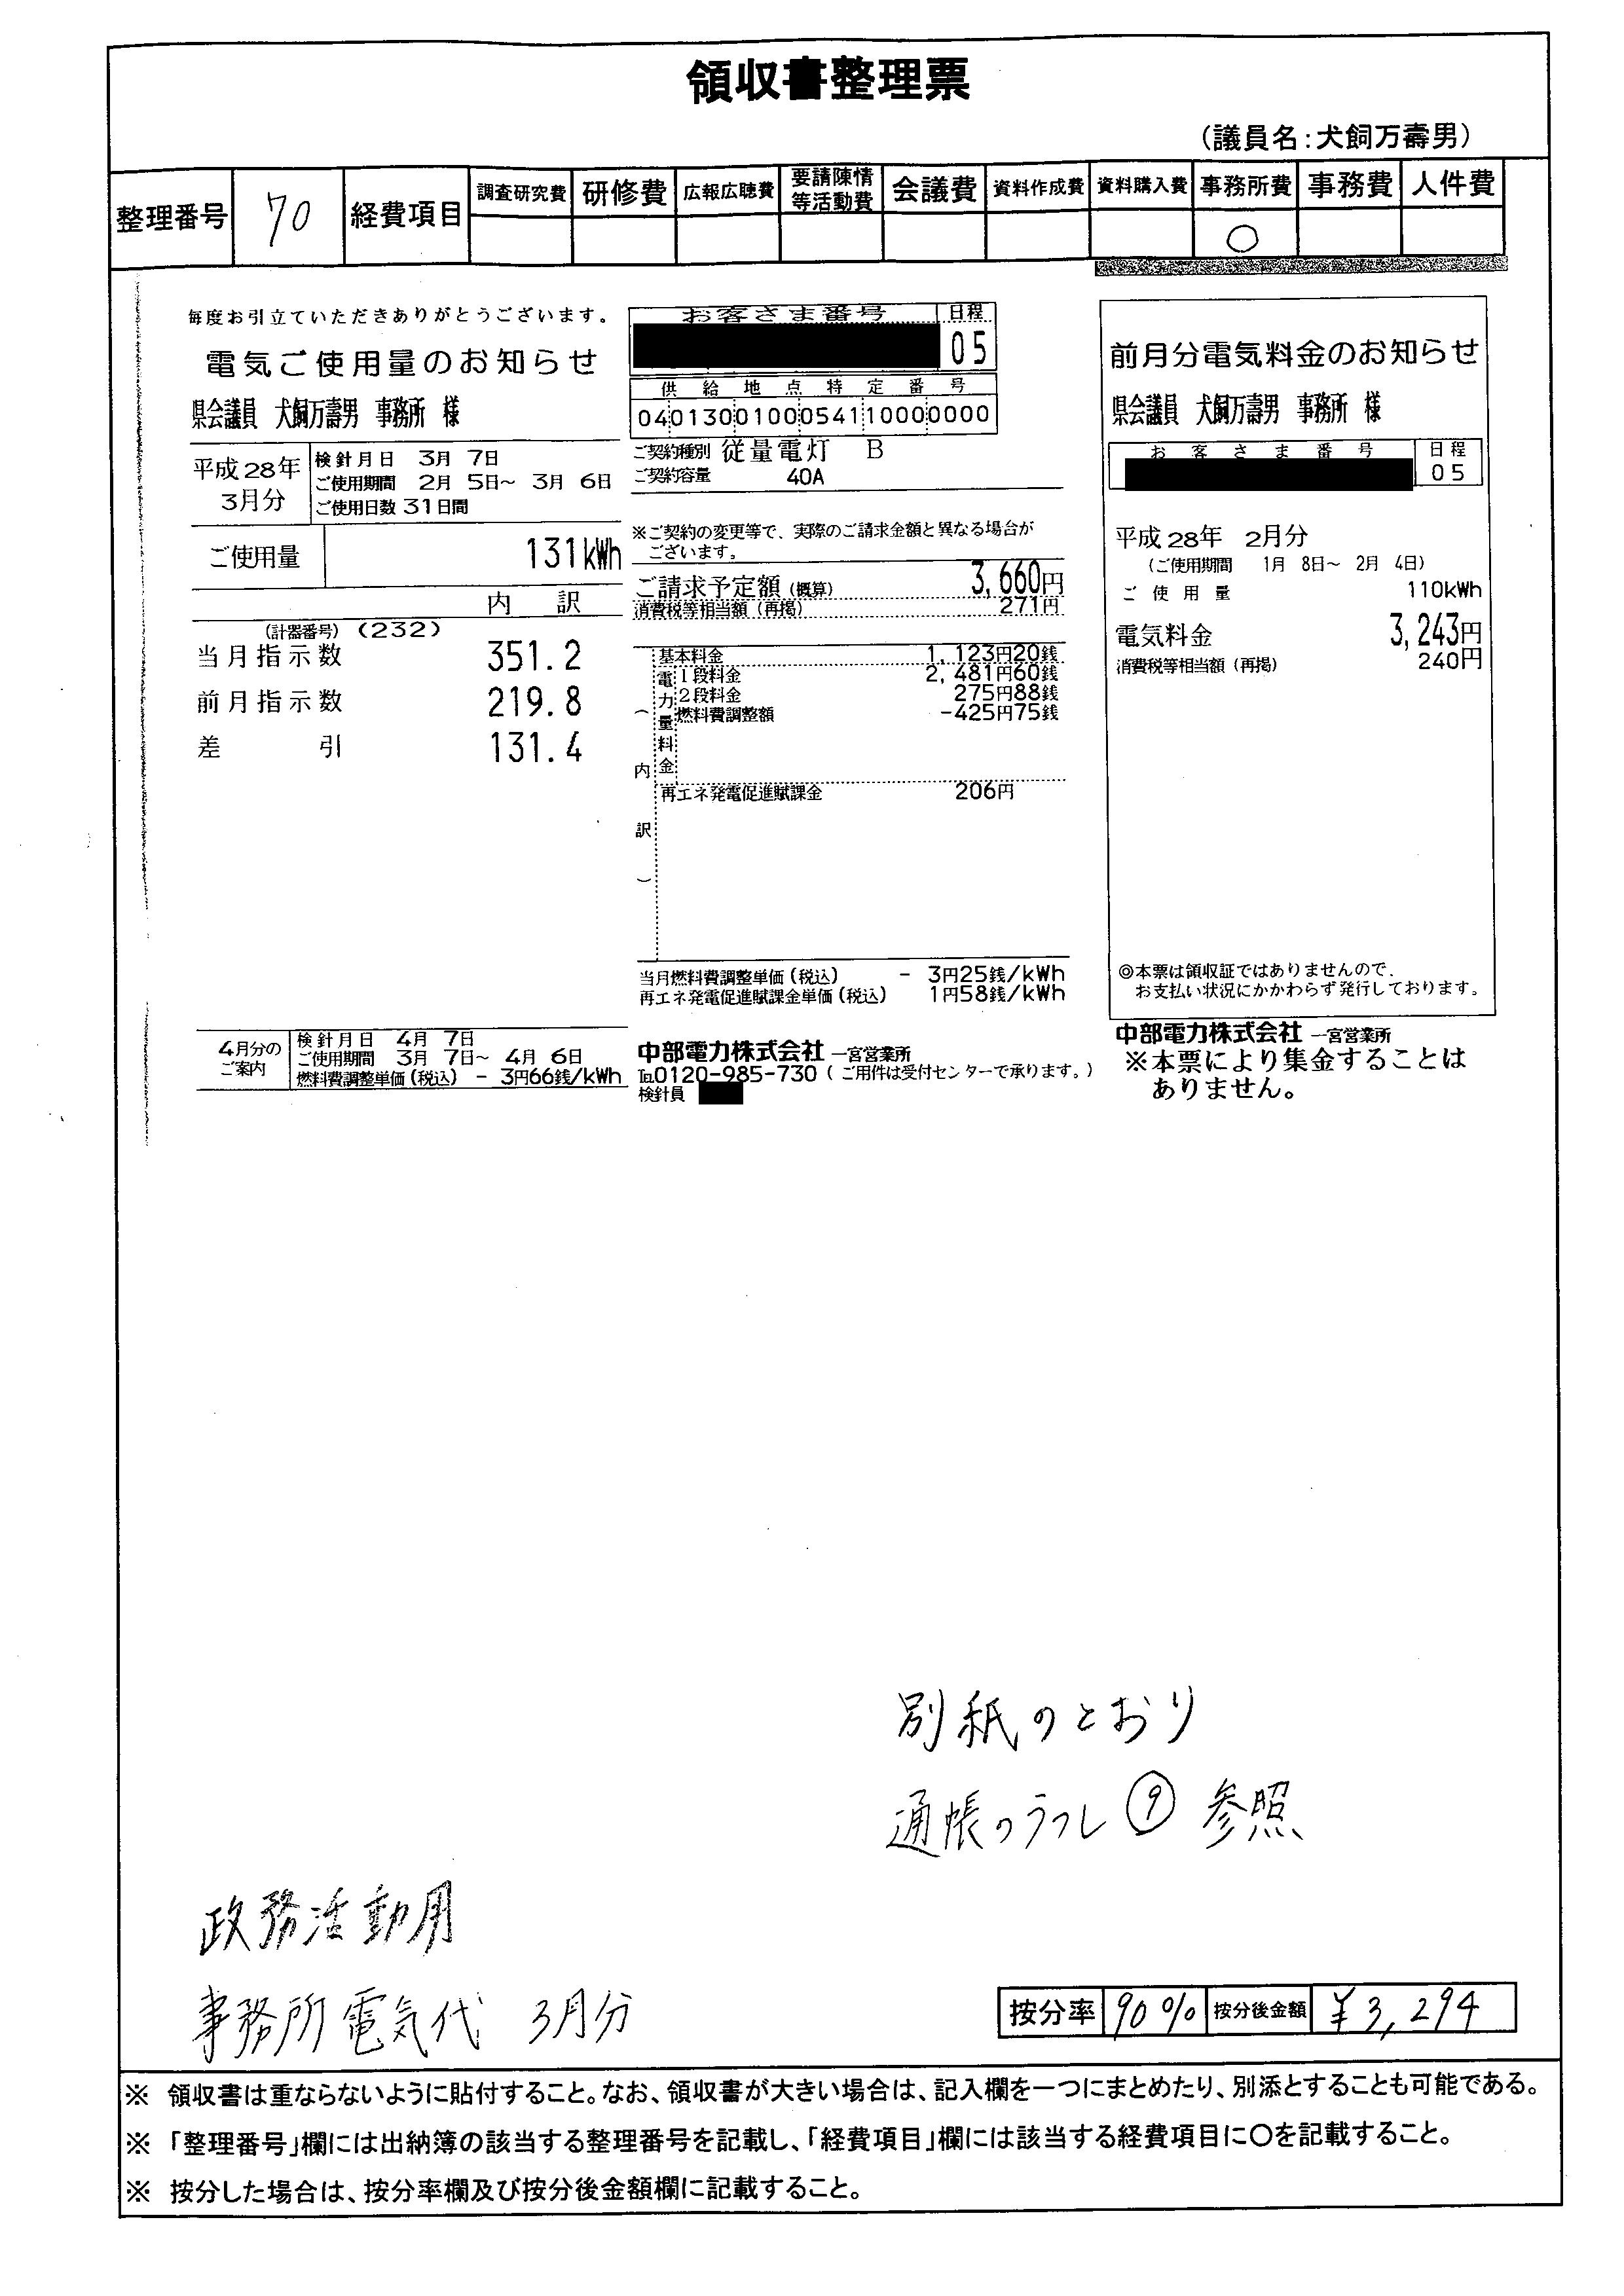 領収書整理票
(議員名:犬飼万壽男)
整理番号 70 経費項目 調査研究費 研修費 広報広聴費 要請陳情等活動費 会議費 資料作成費 資料購入費 事務所費 事務費 人件費
○
毎度お引立ていただきありがとうございます。
電気ご使用量のお知らせ
県会議員 犬飼万壽男 事務所 様
平成28年
3月分
検針月日 3月 7日
ご使用期間 2月 5日~ 3月 6日
ご使用日数 31日間
ご使用量 131kWh
内 訳
(計器番号) (232)
当月指示数 351.2
前月指示数 219.8
差 引 131.4
4月分の
ご案内
検針月日 4月 7日
ご使用期間 3月 7日~ 4月 6日
燃料費調整単価(税込) - 3円66銭/kWh
お客さま番号 日程
05
供給地点特定番号
0401300100054110000000
ご契約種別 従量電灯 B
ご契約容量 40A
※ご契約の変更等で、実際のご請求金額と異なる場合が
ございます。
ご請求予定額(概算) 3,660円
消費税等相当額(再掲) 271円
(内訳)
基本料金 1,123円20銭
電力量料金
1段料金 2,481円60銭
2段料金 275円88銭
燃料費調整額 -425円75銭
再エネ発電促進賦課金 206円
当月燃料費調整単価(税込) - 3円25銭/kWh
再エネ発電促進賦課金単価(税込) 1円58銭/kWh
中部電力株式会社 一宮営業所
℡0120-985-730(ご用件は受付センターで承ります。)
検針員
前月分電気料金のお知らせ
県会議員 犬飼万壽男 事務所 様
お客さま番号 日程
05
平成28年 2月分
(ご使用期間 1月 8日~ 2月 4日)
ご使用量 110kWh
電気料金 3,243円
消費税等相当額(再掲) 240円
◎本票は領収証ではありませんので、
お支払い状況にかかわらず発行しております。
中部電力株式会社 一宮営業所
※本票により集金することは
ありません。
別紙のとおり
通帳のうつし⑨参照
政務活動用
事務所電気代 3月分
按分率 90% 按分後金額 ¥3,294
※ 領収書は重ならないように貼付すること。なお、領収書が大きい場合は、記入欄を一つにまとめたり、別添とすることも可能である。
※ 「整理番号」欄には出納簿の該当する整理番号を記載し、「経費項目」欄には該当する経費項目に○を記載すること。
※ 按分した場合は、按分率欄及び按分後金額欄に記載すること。